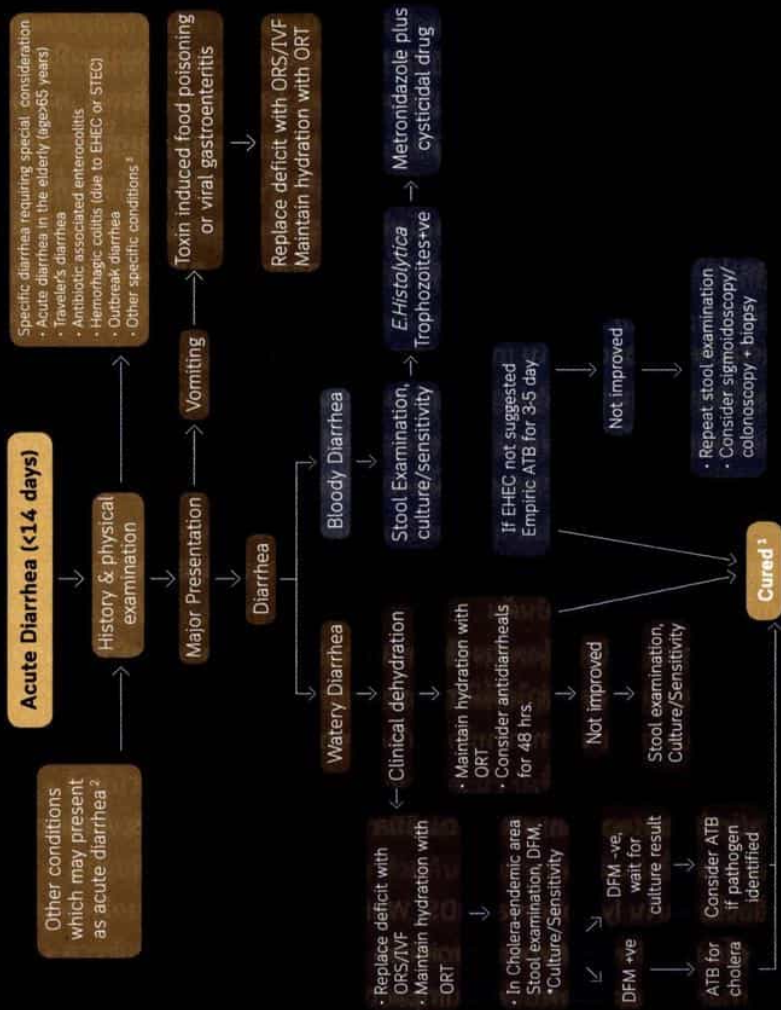 Acute Diarrhea (<14 days)
Other conditions
which may present
as acute diarrhea ²
History & physical
examination
Specific diarrhea requiring special consideration
• Acute diarrhea in the elderly (age>65 years)
• Traveler's diarrhea
• Antibiotic associated enterocolitis
• Hemorhagic colitis (due to EHEC or STEC)
• Outbreak diarrhea
• Other specific conditions ³
Major Presentation
Vomiting
Toxin induced food poisoning
or viral gastroenteritis
Replace deficit with ORS/IVF
Maintain hydration with ORT
Diarrhea
Watery Diarrhea
Bloody Diarrhea
Clinical dehydration
• Replace deficit with
ORS/IVF
• Maintain hydration with
ORT
• Maintain hydration with
ORT
• Consider antidiarrheals
for 48 hrs.
Stool Examination,
culture/sensitivity
E.Histolytica
Trophozoites+ve
Metronidazole plus
cysticidal drug
• In Cholera-endemic area
Stool examination, DFM,
*Culture/Sensitivity
Not improved
Stool examination,
Culture/Sensitivity
If EHEC not suggested
Empiric ATB for 3-5 day
Not improved
DFM +ve
DFM -ve,
wait for
culture result
ATB for
cholera
Consider ATB
if pathogen
identified
• Repeat stool examination
• Consider sigmoidoscopy/
colonoscopy + biopsy
Cured ¹